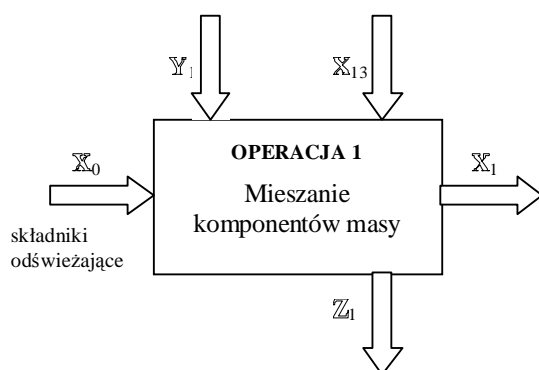 𝕐1
𝕏13
OPERACJA 1
𝕏0
Mieszanie
komponentów masy
𝕏1
składniki
odświeżające
ℤ1